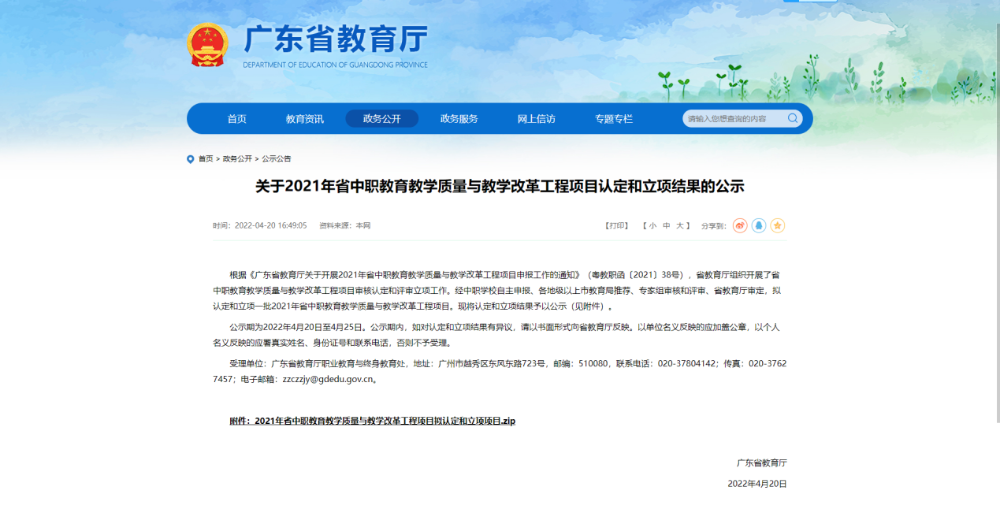 广东省教育厅
DEPARTMENT OF EDUCATION OF GUANGDONG PROVINCE
首页 教育资讯 政务公开 政务服务 网上信访 专题专栏 请输入您想查询的内容
首页 > 政务公开 > 公示公告
关于2021年省中职教育教学质量与教学改革工程项目认定和立项结果的公示
时间：2022-04-20 16:49:05 资料来源：本网 【打印】 【 小 中 大 】 分享到：
根据《广东省教育厅关于开展2021年省中职教育教学质量与教学改革工程项目申报工作的通知》（粤教职函〔2021〕38号），省教育厅组织开展了省
中职教育教学质量与教学改革工程项目审核认定和评审立项工作。经中职学校自主申报、各地级以上市教育局推荐、专家组审核和评审、省教育厅审定，拟
认定和立项一批2021年省中职教育教学质量与教学改革工程项目。现将认定和立项结果予以公示（见附件）。
公示期为2022年4月20日至4月25日。公示期内，如对认定和立项结果有异议，请以书面形式向省教育厅反映。以单位名义反映的应加盖公章，以个人
名义反映的应署真实姓名、身份证号和联系电话，否则不予受理。
受理单位：广东省教育厅职业教育与终身教育处，地址：广州市越秀区东风东路723号，邮编：510080，联系电话：020-37804142；传真：020-3762
7457；电子邮箱：zzczzjy@gdedu.gov.cn。
附件：2021年省中职教育教学质量与教学改革工程项目拟认定和立项项目.zip
广东省教育厅
2022年4月20日